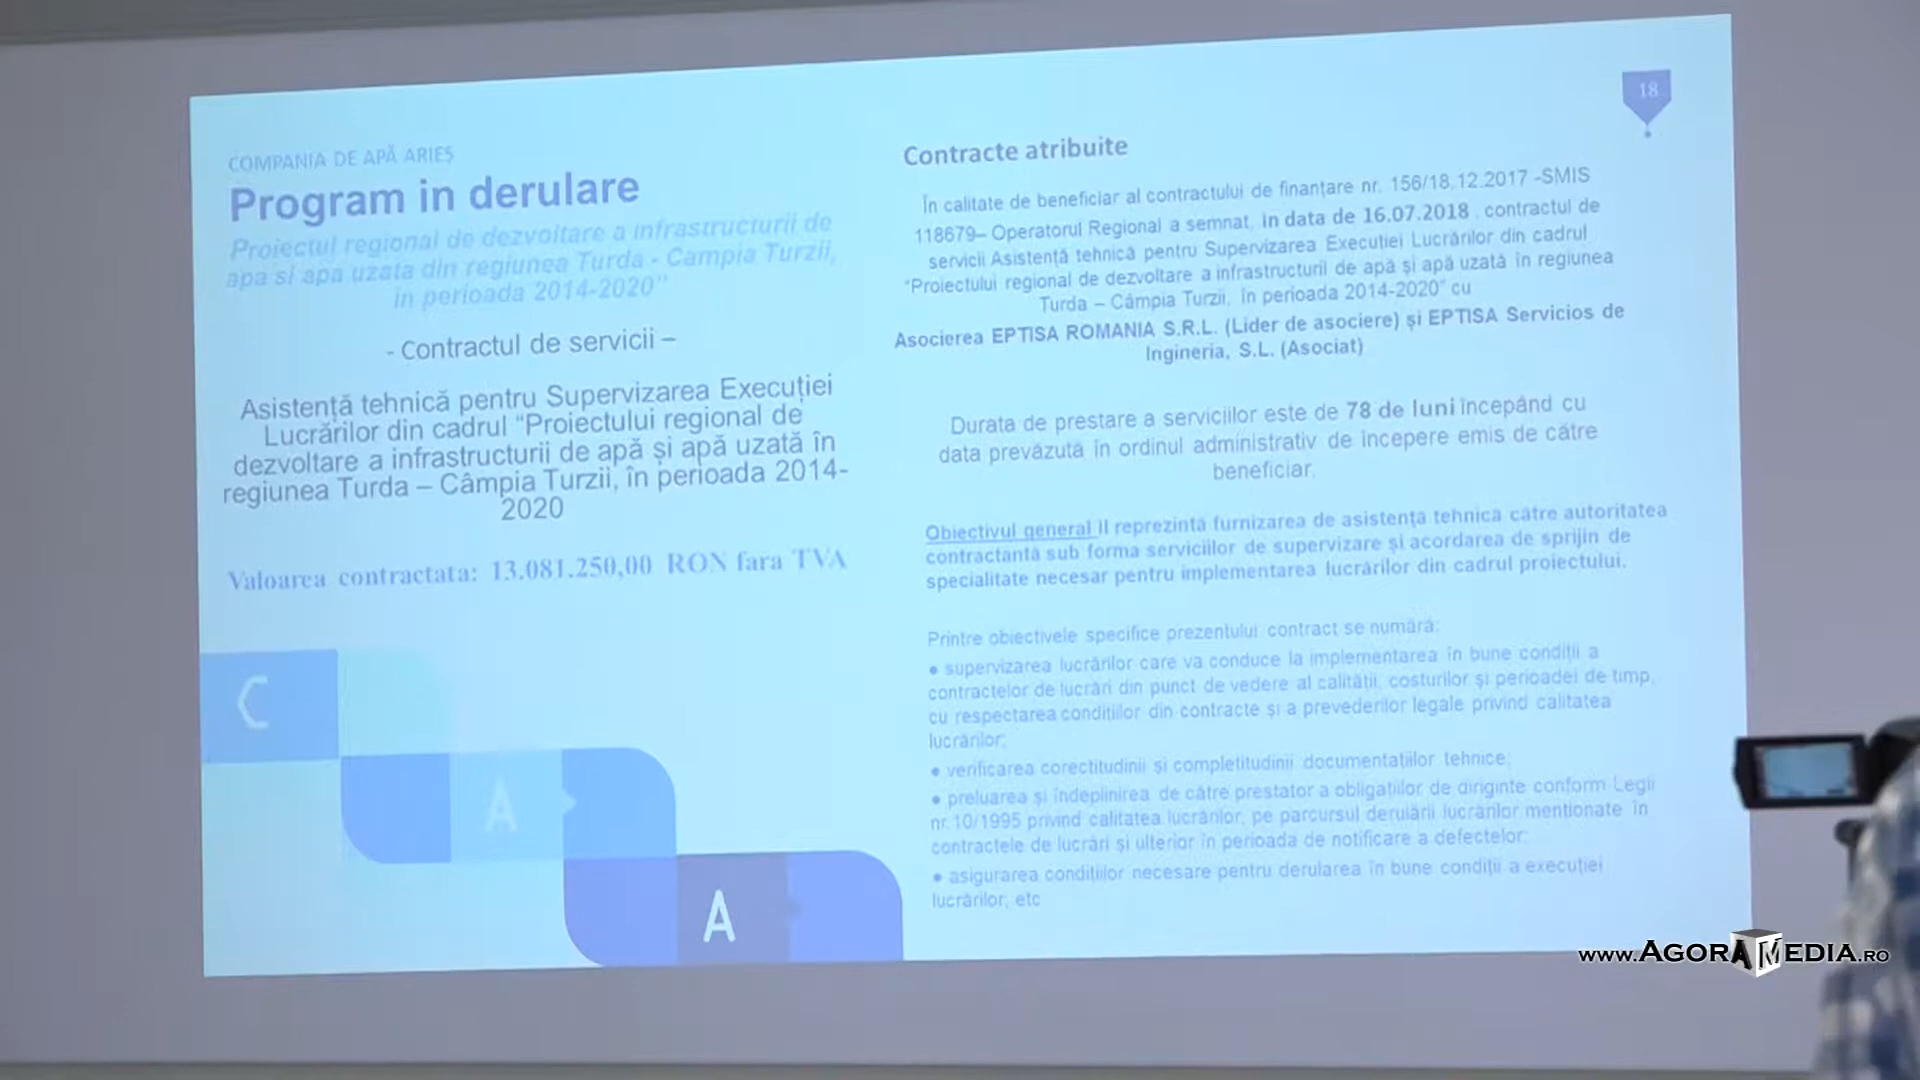 COMPANIA DE APĂ ARIEȘ
Program in derulare
Proiectul regional de dezvoltare a infrastructurii de
apa si apa uzata din regiunea Turda - Campia Turzii,
in perioada 2014-2020"
- Contractul de servicii –
Asistență tehnică pentru Supervizarea Execuției
Lucrărilor din cadrul "Proiectului regional de
dezvoltare a infrastructurii de apă și apă uzată în
regiunea Turda – Câmpia Turzii, în perioada 2014-
2020
Valoarea contractata: 13.081.250,00 RON fara TVA
C
A
A
18
Contracte atribuite
În calitate de beneficiar al contractului de finanțare nr. 156/18.12.2017 -SMIS
118679– Operatorul Regional a semnat, in data de 16.07.2018 , contractul de
servicii Asistență tehnică pentru Supervizarea Execuției Lucrărilor din cadrul
"Proiectului regional de dezvoltare a infrastructurii de apă și apă uzată în regiunea
Turda – Câmpia Turzii, în perioada 2014-2020" cu
Asocierea EPTISA ROMANIA S.R.L. (Lider de asociere) și EPTISA Servicios de
Ingineria, S.L. (Asociat)
Durata de prestare a serviciilor este de 78 de luni începând cu
data prevăzută în ordinul administrativ de începere emis de către
beneficiar.
Obiectivul general îl reprezintă furnizarea de asistență tehnică către autoritatea
contractantă sub forma serviciilor de supervizare și acordarea de sprijin de
specialitate necesar pentru implementarea lucrărilor din cadrul proiectului.
Printre obiectivele specifice prezentului contract se numără:
• supervizarea lucrărilor care va conduce la implementarea în bune condiții a
contractelor de lucrări din punct de vedere al calității, costurilor și perioadei de timp,
cu respectarea condițiilor din contracte și a prevederilor legale privind calitatea
lucrărilor;
• verificarea corectitudinii și completitudinii documentațiilor tehnice;
• preluarea și îndeplinirea de către prestator a obligațiilor de diriginte conform Legii
nr.10/1995 privind calitatea lucrărilor, pe parcursul derulării lucrărilor menționate în
contractele de lucrări și ulterior în perioada de notificare a defectelor;
• asigurarea condițiilor necesare pentru derularea în bune condiții a execuției
lucrărilor, etc
www.AGORAMEDIA.RO